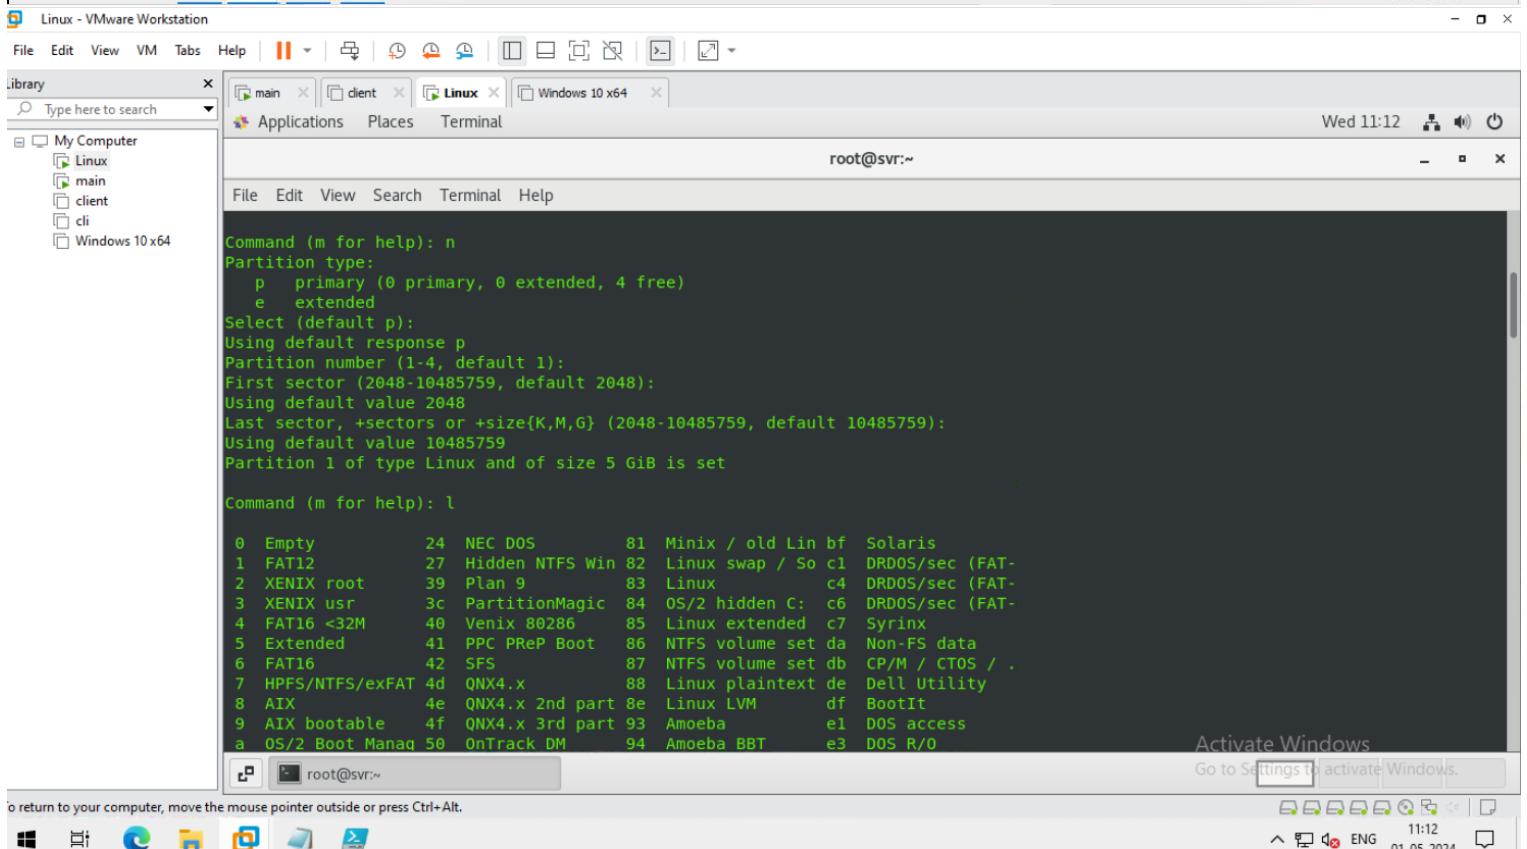 Linux - VMware Workstation
File Edit View VM Tabs Help
Library
main client Linux Windows 10 x64
Type here to search
Applications Places Terminal Wed 11:12
My Computer
Linux
main
client
cli
Windows 10 x64
root@svr:~
File Edit View Search Terminal Help
Command (m for help): n
Partition type:
p primary (0 primary, 0 extended, 4 free)
e extended
Select (default p):
Using default response p
Partition number (1-4, default 1):
First sector (2048-10485759, default 2048):
Using default value 2048
Last sector, +sectors or +size{K,M,G} (2048-10485759, default 10485759):
Using default value 10485759
Partition 1 of type Linux and of size 5 GiB is set
Command (m for help): l
0 Empty 24 NEC DOS 81 Minix / old Lin bf Solaris
1 FAT12 27 Hidden NTFS Win 82 Linux swap / So c1 DRDOS/sec (FAT-
2 XENIX root 39 Plan 9 83 Linux c4 DRDOS/sec (FAT-
3 XENIX usr 3c PartitionMagic 84 OS/2 hidden C: c6 DRDOS/sec (FAT-
4 FAT16 <32M 40 Venix 80286 85 Linux extended c7 Syrinx
5 Extended 41 PPC PReP Boot 86 NTFS volume set da Non-FS data
6 FAT16 42 SFS 87 NTFS volume set db CP/M / CTOS / .
7 HPFS/NTFS/exFAT 4d QNX4.x 88 Linux plaintext de Dell Utility
8 AIX 4e QNX4.x 2nd part 8e Linux LVM df BootIt
9 AIX bootable 4f QNX4.x 3rd part 93 Amoeba e1 DOS access
a OS/2 Boot Manag 50 OnTrack DM 94 Amoeba BBT e3 DOS R/O
Activate Windows
Go to Settings to activate Windows.
root@svr:~
To return to your computer, move the mouse pointer outside or press Ctrl+Alt.
ENG
11:12
01-05-2024